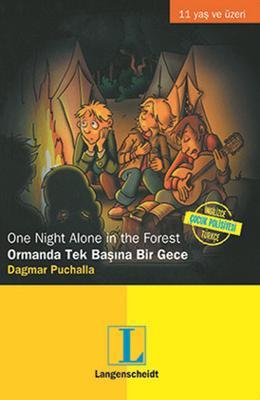 11 yaş ve üzeri
One Night Alone in the Forest
Ormanda Tek Başına Bir Gece
Dagmar Puchalla
İNGİLİZCE
ÇOCUK POLİSİYESİ
TÜRKÇE
L
Langenscheidt